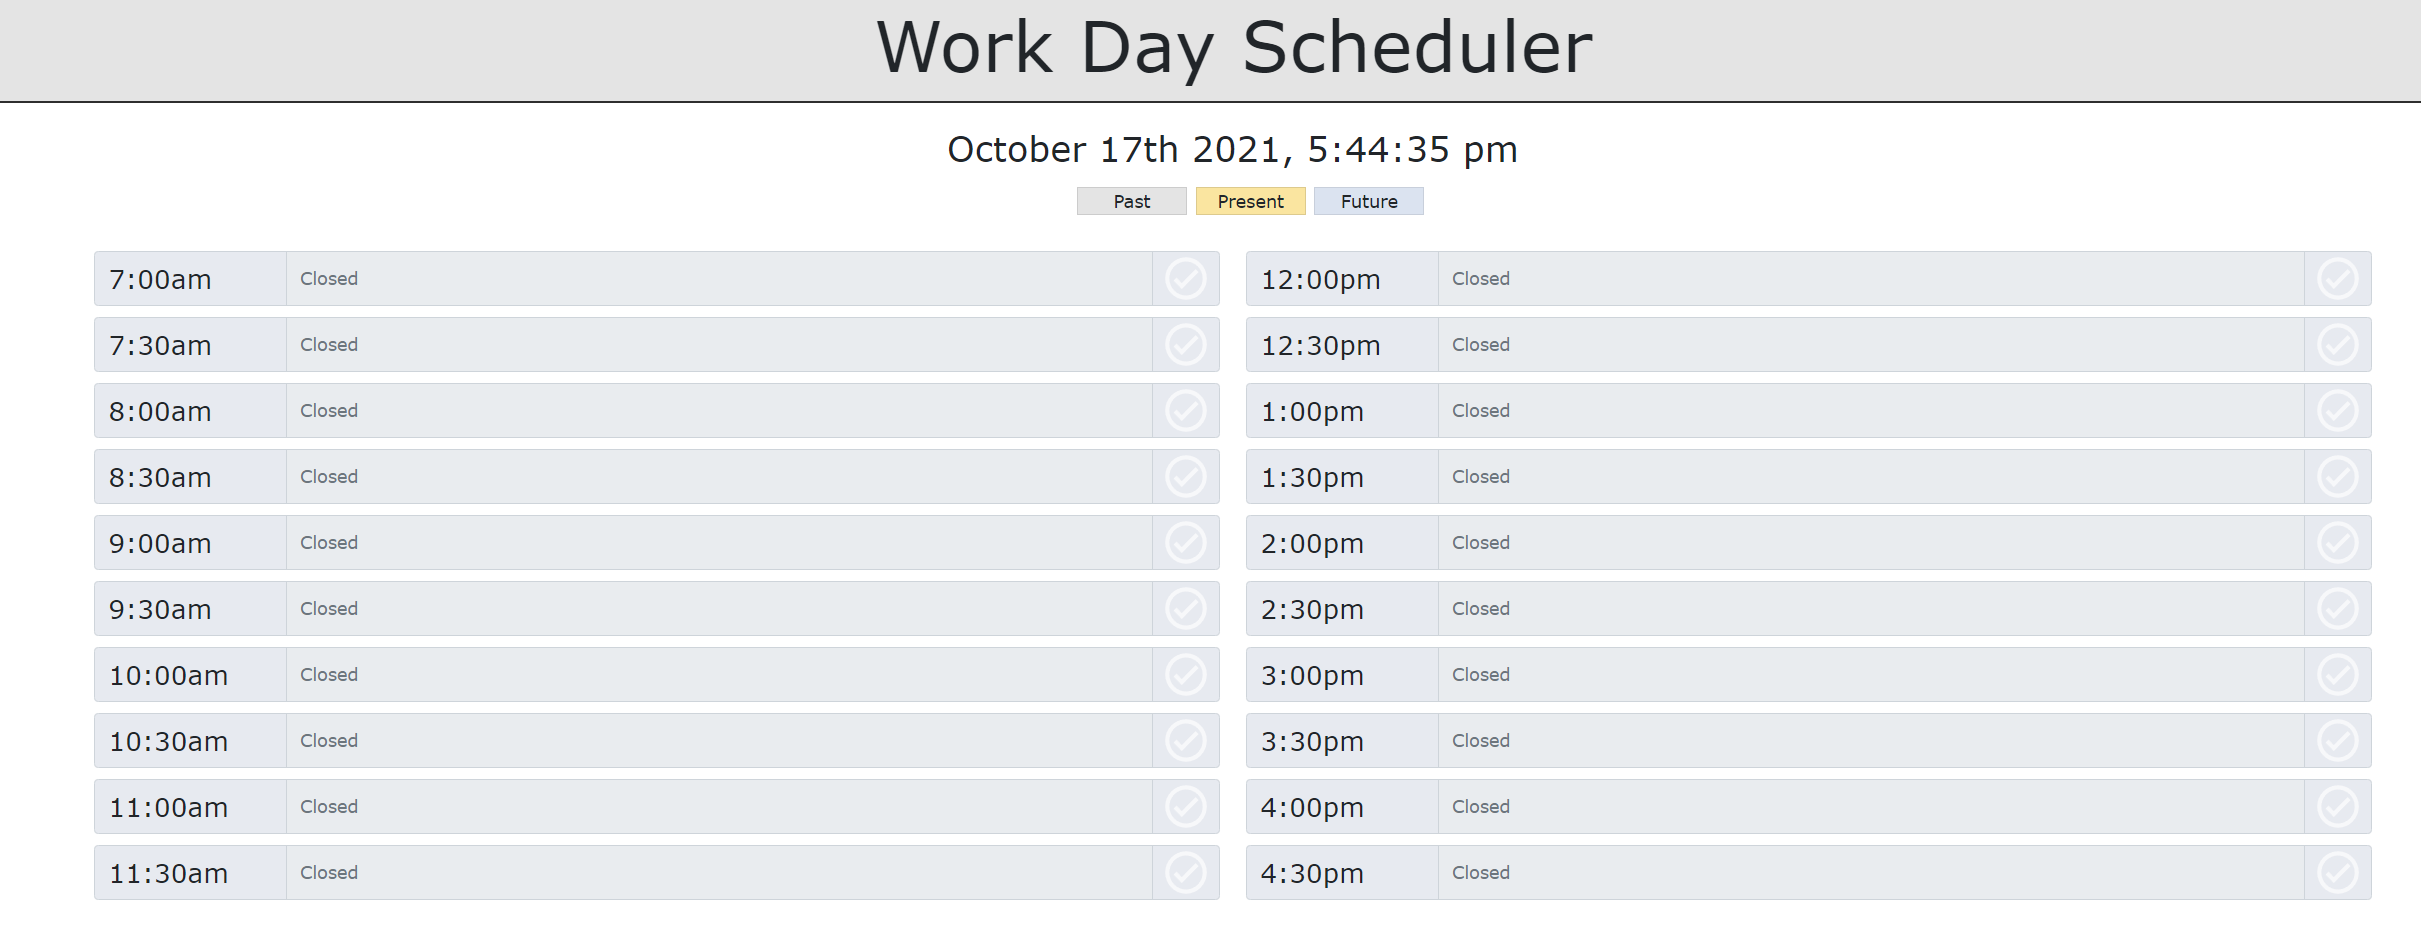 Work Day Scheduler
October 17th 2021, 5:44:35 pm
Past Present Future
7:00am Closed
7:30am Closed
8:00am Closed
8:30am Closed
9:00am Closed
9:30am Closed
10:00am Closed
10:30am Closed
11:00am Closed
11:30am Closed
12:00pm Closed
12:30pm Closed
1:00pm Closed
1:30pm Closed
2:00pm Closed
2:30pm Closed
3:00pm Closed
3:30pm Closed
4:00pm Closed
4:30pm Closed